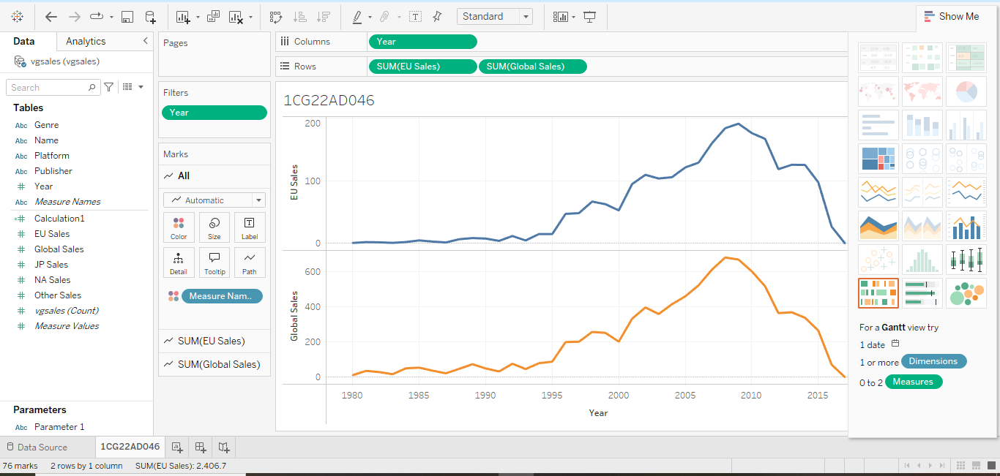 Standard
Show Me
Data
Analytics
vgsales (vgsales)
Search
Tables
Abc Genre
Abc Name
Abc Platform
Abc Publisher
Year
Abc Measure Names
Calculation1
EU Sales
Global Sales
JP Sales
NA Sales
Other Sales
vgsales (Count)
Measure Values
Parameters
Abc Parameter 1
Pages
Filters
Year
Marks
All
Automatic
Color
Size
Label
Detail
Tooltip
Path
Measure Nam..
SUM(EU Sales)
SUM(Global Sales)
Columns
Year
Rows
SUM(EU Sales)
SUM(Global Sales)
1CG22AD046
EU Sales
200
100
0
Global Sales
600
400
200
0
1980 1985 1990 1995 2000 2005 2010 2015
Year
For a Gantt view try
1 date
1 or more Dimensions
0 to 2 Measures
Data Source
1CG22AD046
76 marks
2 rows by 1 column
SUM(EU Sales): 2,406.7